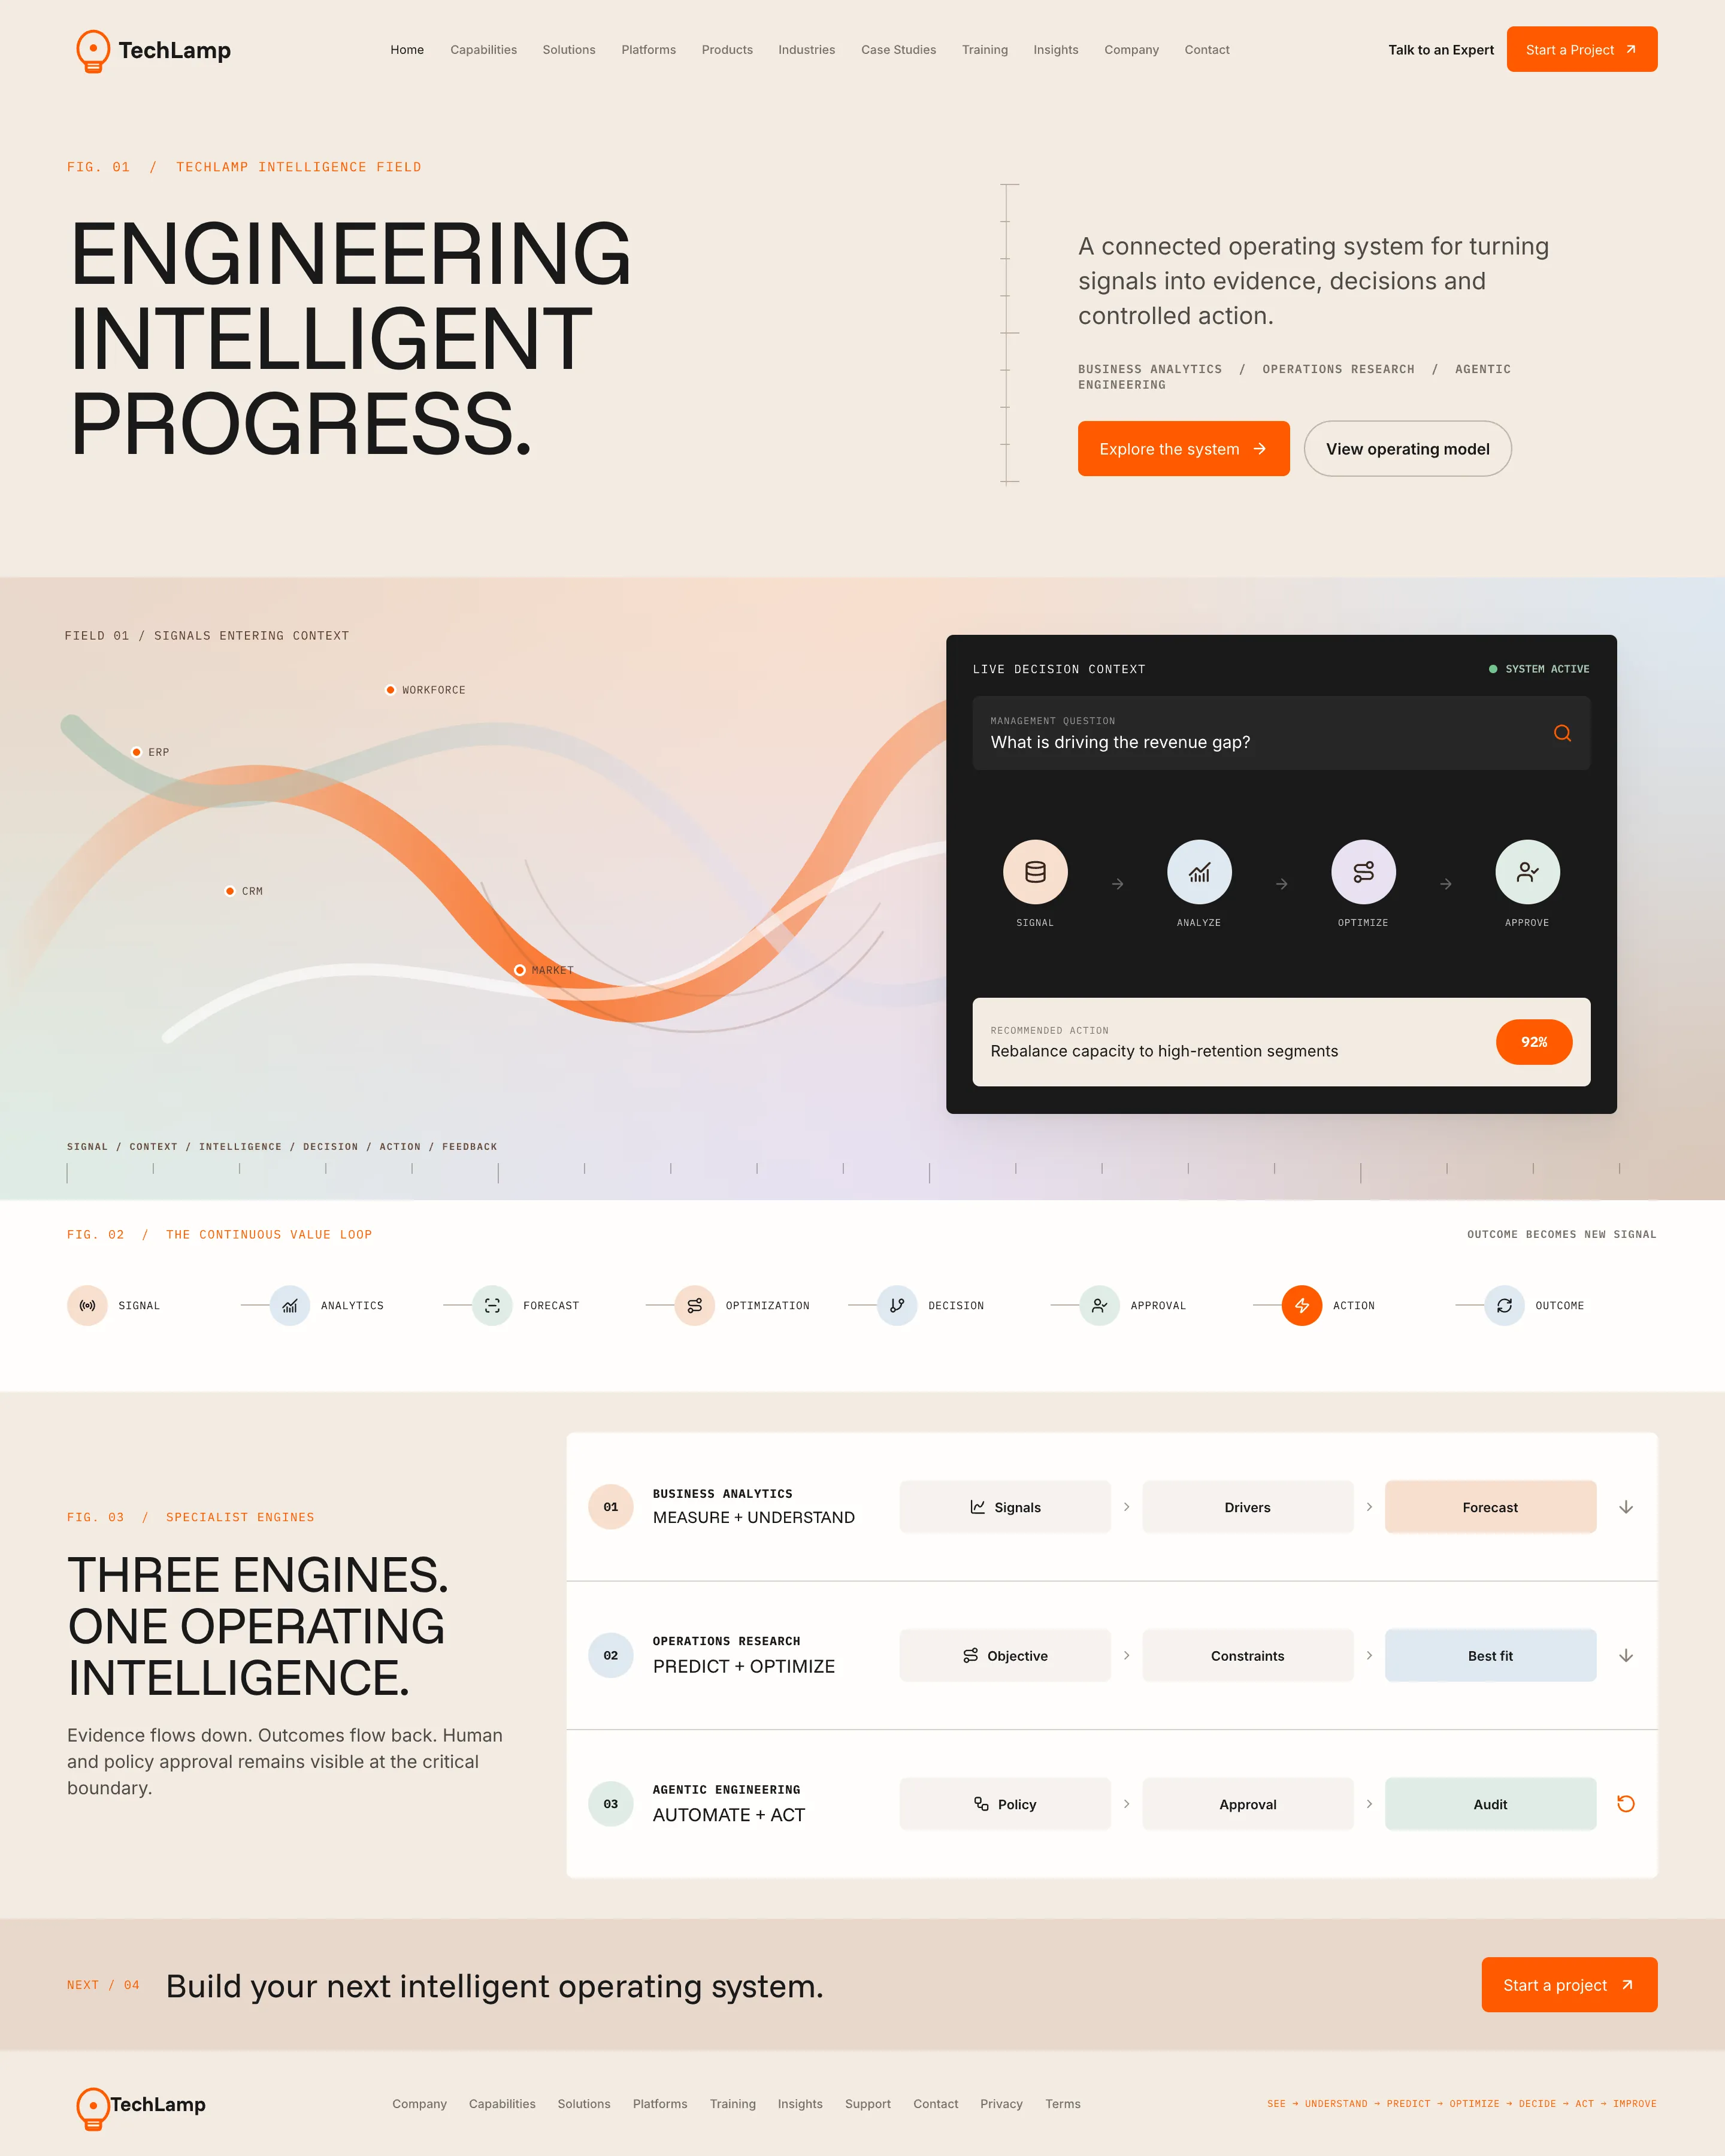 TechLamp
Home Capabilities Solutions Platforms Products Industries Case Studies Training Insights Company Contact
Talk to an Expert
Start a Project
FIG. 01 / TECHLAMP INTELLIGENCE FIELD
ENGINEERING
INTELLIGENT
PROGRESS.
A connected operating system for turning
signals into evidence, decisions and
controlled action.
BUSINESS ANALYTICS / OPERATIONS RESEARCH / AGENTIC
ENGINEERING
Explore the system →
View operating model
FIELD 01 / SIGNALS ENTERING CONTEXT
WORKFORCE
ERP
CRM
MARKET
LIVE DECISION CONTEXT
SYSTEM ACTIVE
MANAGEMENT QUESTION
What is driving the revenue gap?
SIGNAL
ANALYZE
OPTIMIZE
APPROVE
RECOMMENDED ACTION
Rebalance capacity to high-retention segments
92%
SIGNAL / CONTEXT / INTELLIGENCE / DECISION / ACTION / FEEDBACK
FIG. 02 / THE CONTINUOUS VALUE LOOP
OUTCOME BECOMES NEW SIGNAL
SIGNAL
ANALYTICS
FORECAST
OPTIMIZATION
DECISION
APPROVAL
ACTION
OUTCOME
FIG. 03 / SPECIALIST ENGINES
THREE ENGINES.
ONE OPERATING
INTELLIGENCE.
Evidence flows down. Outcomes flow back. Human
and policy approval remains visible at the critical
boundary.
01
BUSINESS ANALYTICS
MEASURE + UNDERSTAND
Signals
Drivers
Forecast
02
OPERATIONS RESEARCH
PREDICT + OPTIMIZE
Objective
Constraints
Best fit
03
AGENTIC ENGINEERING
AUTOMATE + ACT
Policy
Approval
Audit
NEXT / 04
Build your next intelligent operating system.
Start a project
TechLamp
Company Capabilities Solutions Platforms Training Insights Support Contact Privacy Terms
SEE → UNDERSTAND → PREDICT → OPTIMIZE → DECIDE → ACT → IMPROVE